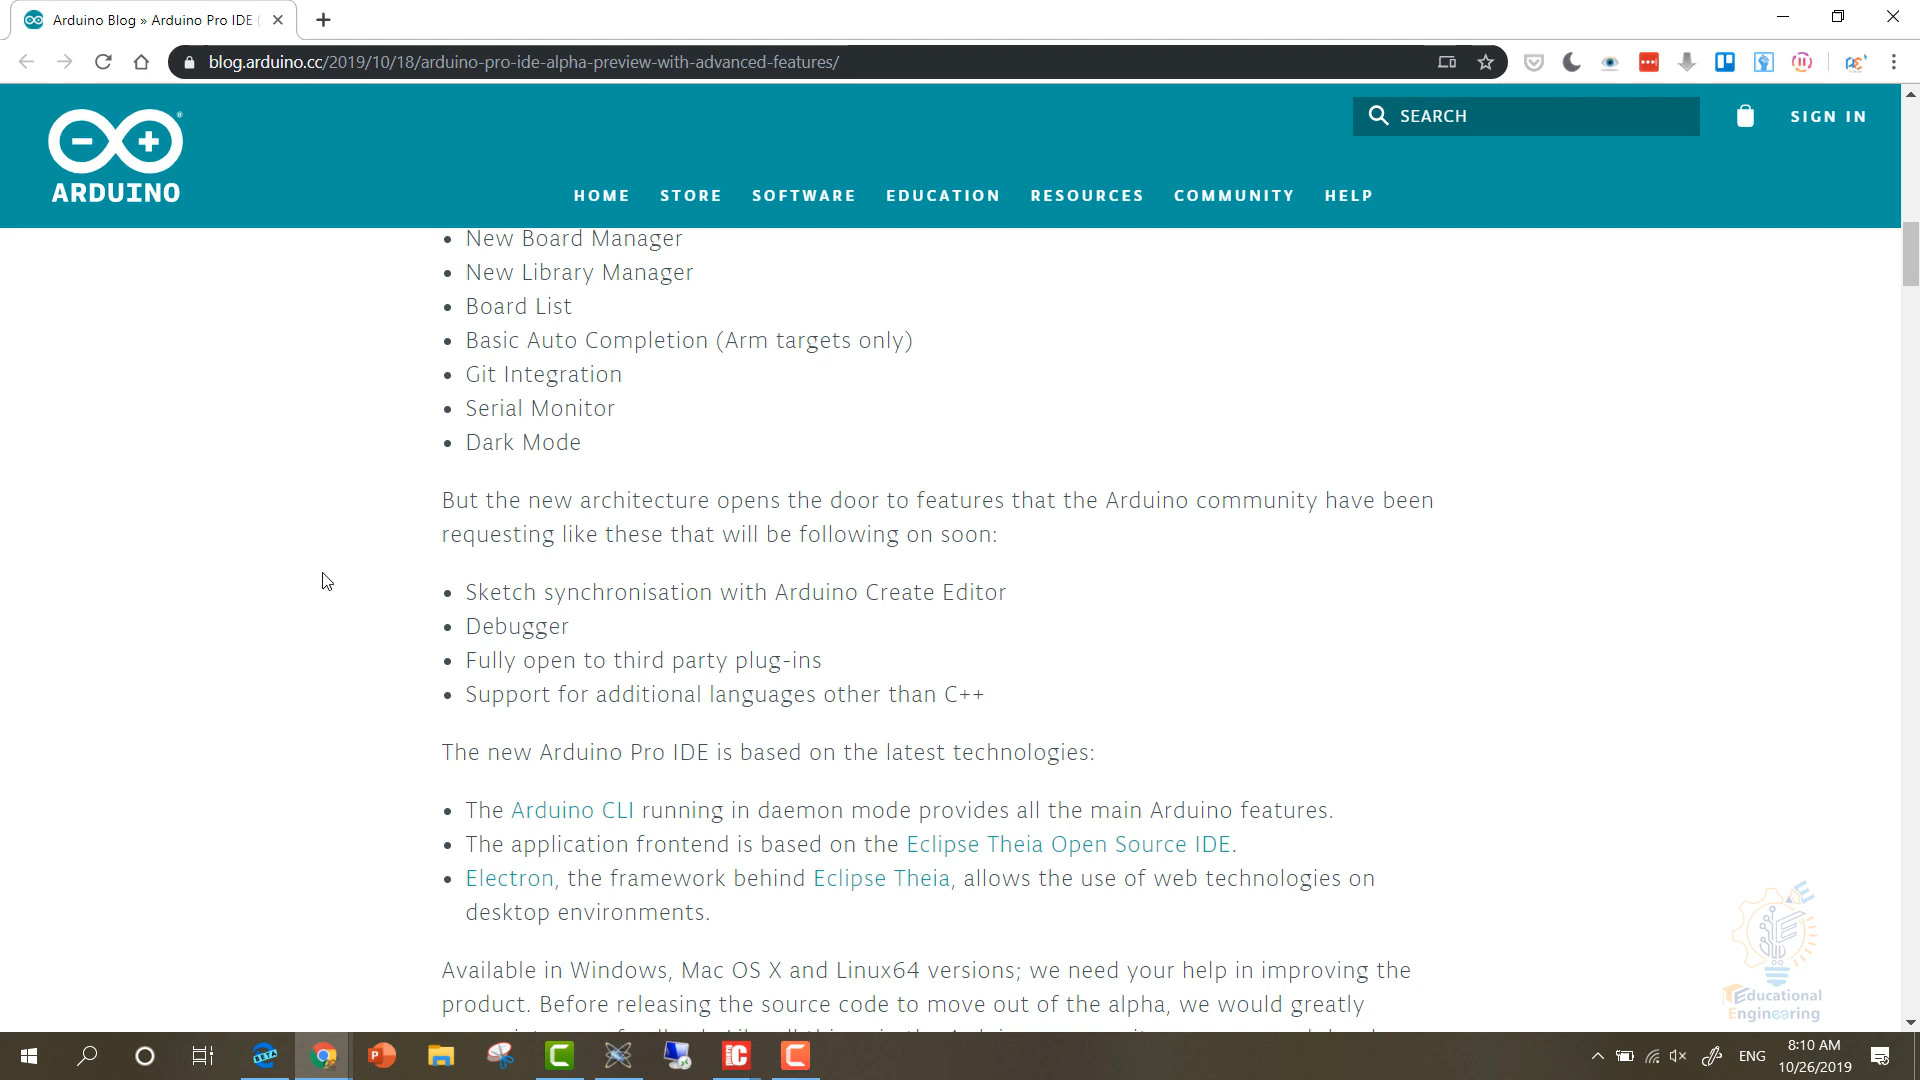 Arduino Blog » Arduino Pro IDE (
blog.arduino.cc/2019/10/18/arduino-pro-ide-alpha-preview-with-advanced-features/
SEARCH
SIGN IN
ARDUINO
HOME STORE SOFTWARE EDUCATION RESOURCES COMMUNITY HELP
• New Board Manager
• New Library Manager
• Board List
• Basic Auto Completion (Arm targets only)
• Git Integration
• Serial Monitor
• Dark Mode
But the new architecture opens the door to features that the Arduino community have been
requesting like these that will be following on soon:
• Sketch synchronisation with Arduino Create Editor
• Debugger
• Fully open to third party plug-ins
• Support for additional languages other than C++
The new Arduino Pro IDE is based on the latest technologies:
• The Arduino CLI running in daemon mode provides all the main Arduino features.
• The application frontend is based on the Eclipse Theia Open Source IDE.
• Electron, the framework behind Eclipse Theia, allows the use of web technologies on
desktop environments.
Available in Windows, Mac OS X and Linux64 versions; we need your help in improving the
product. Before releasing the source code to move out of the alpha, we would greatly
Educational
Engineering
BETA
ENG
8:10 AM
10/26/2019